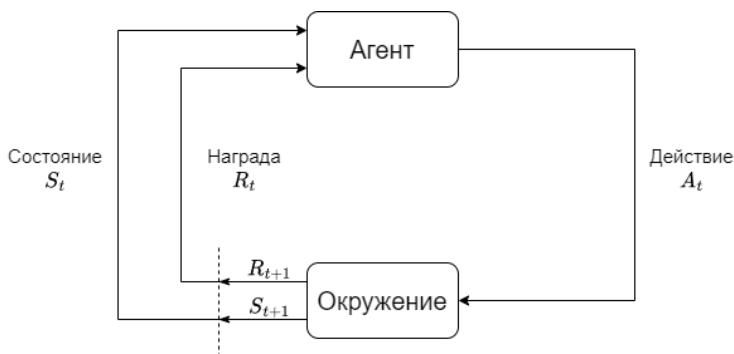 Агент
Состояние
S_t
Награда
R_t
Действие
A_t
R_{t+1}
Окружение
S_{t+1}